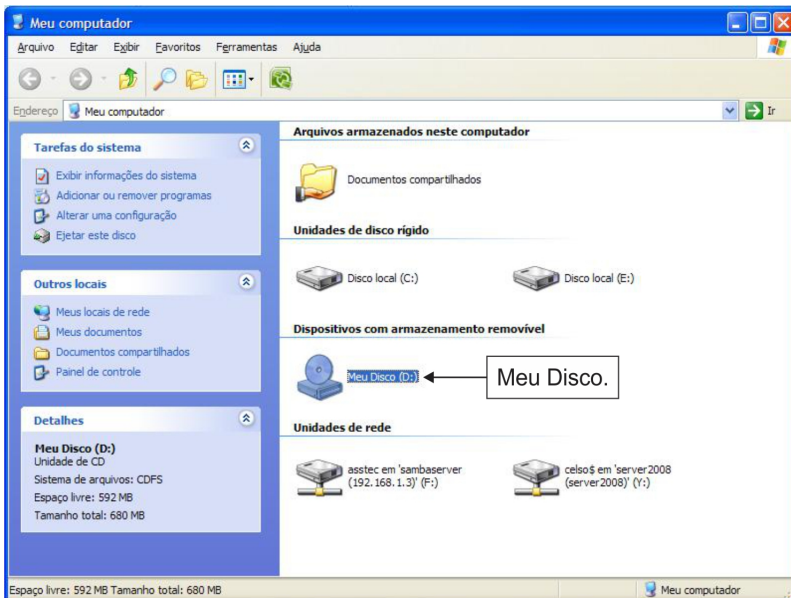 Meu computador
Arquivo Editar Exibir Favoritos Ferramentas Ajuda
Endereço Meu computador Ir
Tarefas do sistema
Exibir informações do sistema
Adicionar ou remover programas
Alterar uma configuração
Ejetar este disco
Outros locais
Meus locais de rede
Meus documentos
Documentos compartilhados
Painel de controle
Detalhes
Meu Disco (D:)
Unidade de CD
Sistema de arquivos: CDFS
Espaço livre: 592 MB
Tamanho total: 680 MB
Arquivos armazenados neste computador
Documentos compartilhados
Unidades de disco rígido
Disco local (C:) Disco local (E:)
Dispositivos com armazenamento removível
Meu Disco (D:) Meu Disco.
Unidades de rede
asstec em 'sambaserver
(192.168.1.3)' (F:)
celso$ em 'server2008
(server2008)' (Y:)
Espaço livre: 592 MB Tamanho total: 680 MB Meu computador